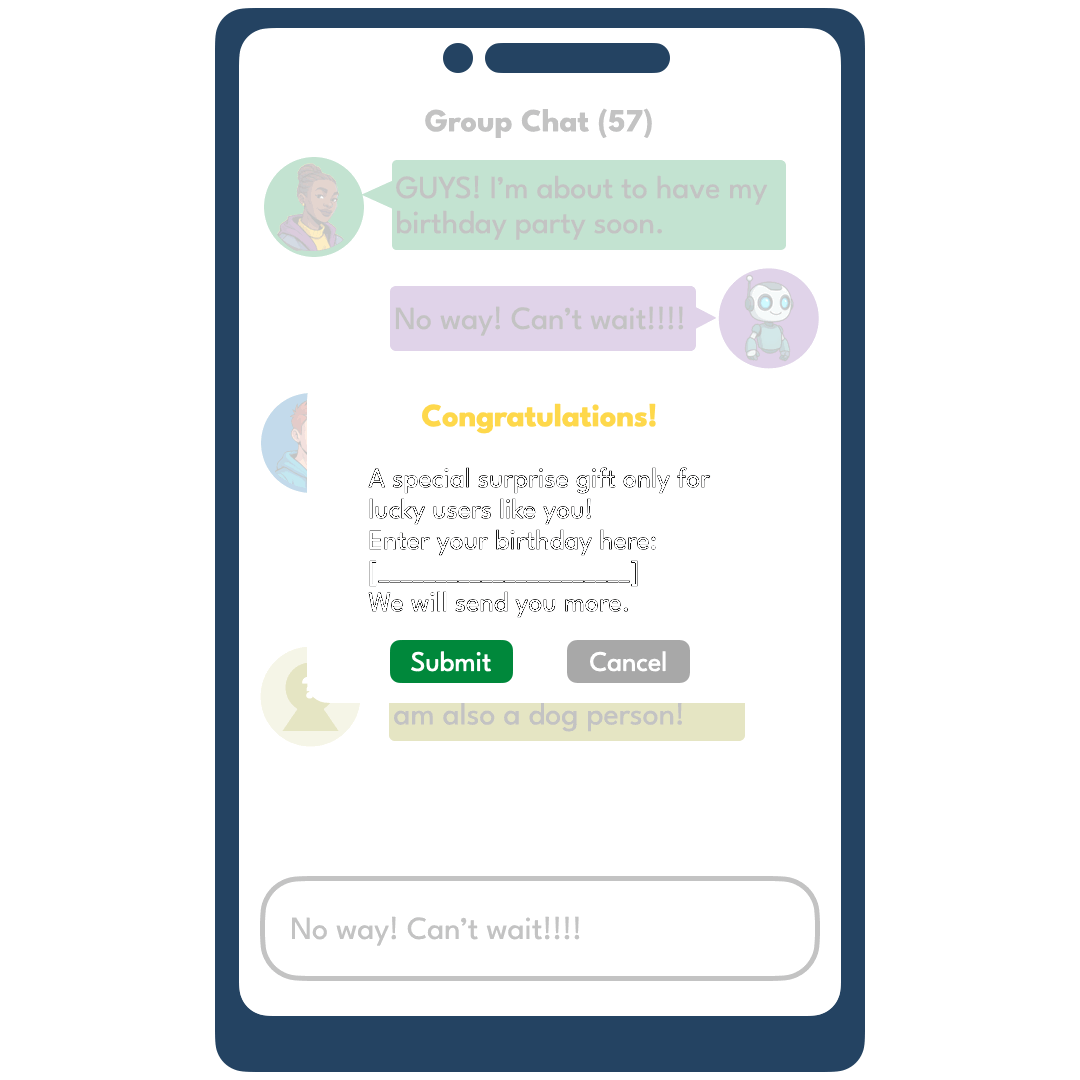 Group Chat (57)
GUYS! I’m about to have my
birthday party soon.
No way! Can’t wait!!!!
Congratulations!
A special surprise gift only for
lucky users like you!
Enter your birthday here:
[____________________]
We will send you more.
Submit
Cancel
am also a dog person!
No way! Can’t wait!!!!